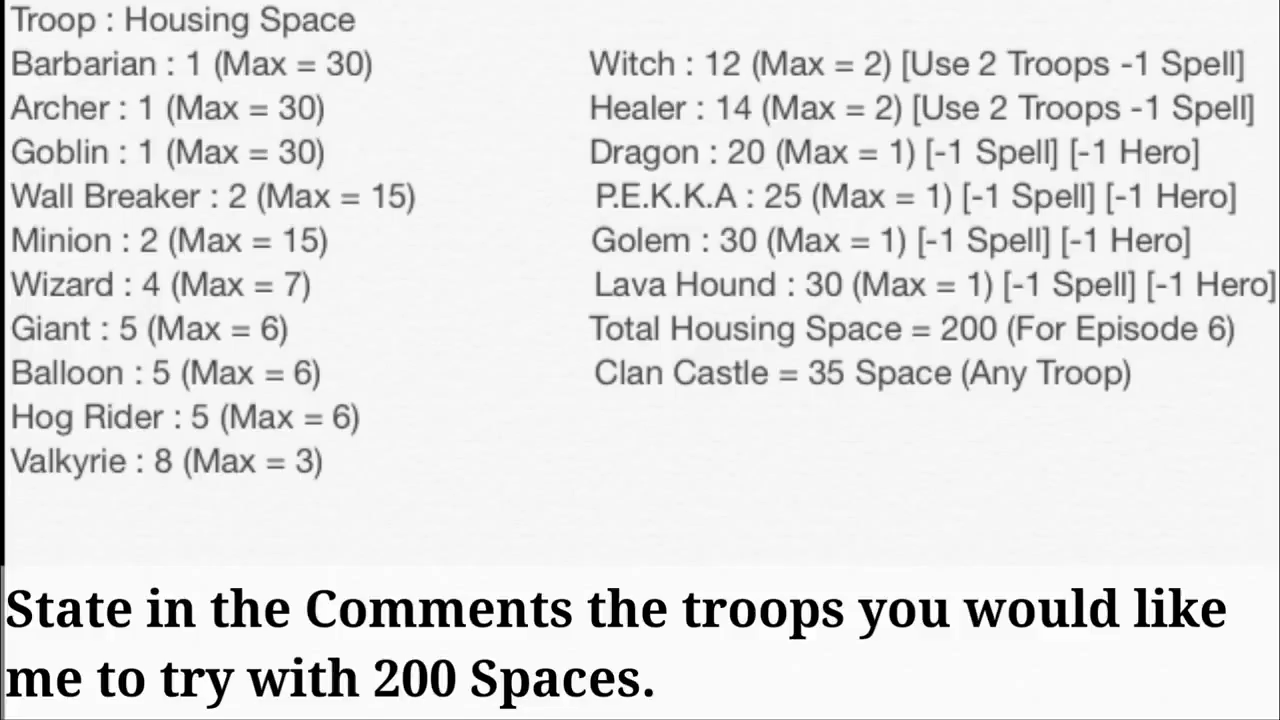 Troop : Housing Space
Barbarian : 1 (Max = 30)
Archer : 1 (Max = 30)
Goblin : 1 (Max = 30)
Wall Breaker : 2 (Max = 15)
Minion : 2 (Max = 15)
Wizard : 4 (Max = 7)
Giant : 5 (Max = 6)
Balloon : 5 (Max = 6)
Hog Rider : 5 (Max = 6)
Valkyrie : 8 (Max = 3)
Witch : 12 (Max = 2) [Use 2 Troops -1 Spell]
Healer : 14 (Max = 2) [Use 2 Troops -1 Spell]
Dragon : 20 (Max = 1) [-1 Spell] [-1 Hero]
P.E.K.K.A : 25 (Max = 1) [-1 Spell] [-1 Hero]
Golem : 30 (Max = 1) [-1 Spell] [-1 Hero]
Lava Hound : 30 (Max = 1) [-1 Spell] [-1 Hero]
Total Housing Space = 200 (For Episode 6)
Clan Castle = 35 Space (Any Troop)
State in the Comments the troops you would like
me to try with 200 Spaces.